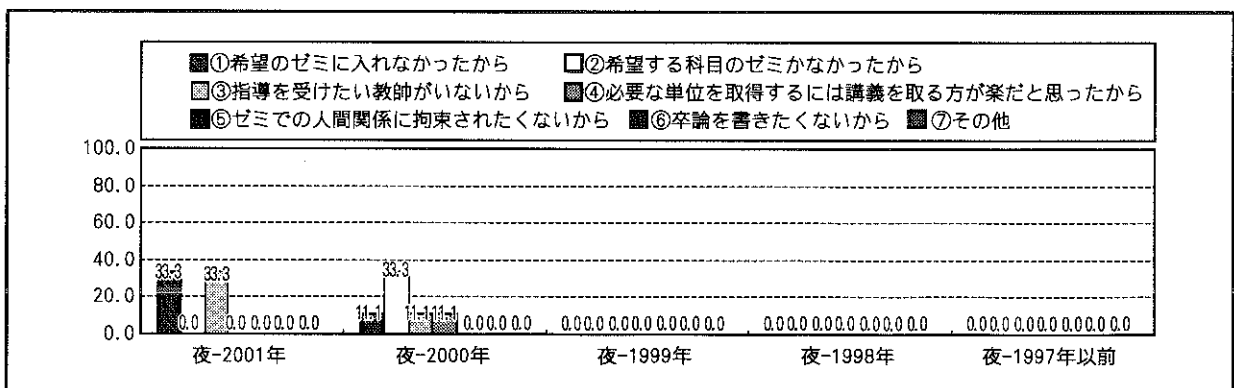 ■①希望のゼミに入れなかったから □②希望する科目のゼミかなかったから
■③指導を受けたい教師がいないから ■④必要な単位を取得するには講義を取る方が楽だと思ったから
■⑤ゼミでの人間関係に拘束されたくないから ■⑥卒論を書きたくないから ■⑦その他
100.0
80.0
60.0
40.0
20.0
0.0
33.3 0.0 33.3 0.0 0.0 0.0 0.0
11.1 33.3 11.1 11.1 0.0 0.0 0.0
0.0 0.0 0.0 0.0 0.0 0.0 0.0
0.0 0.0 0.0 0.0 0.0 0.0 0.0
0.0 0.0 0.0 0.0 0.0 0.0 0.0
夜-2001年 夜-2000年 夜-1999年 夜-1998年 夜-1997年以前